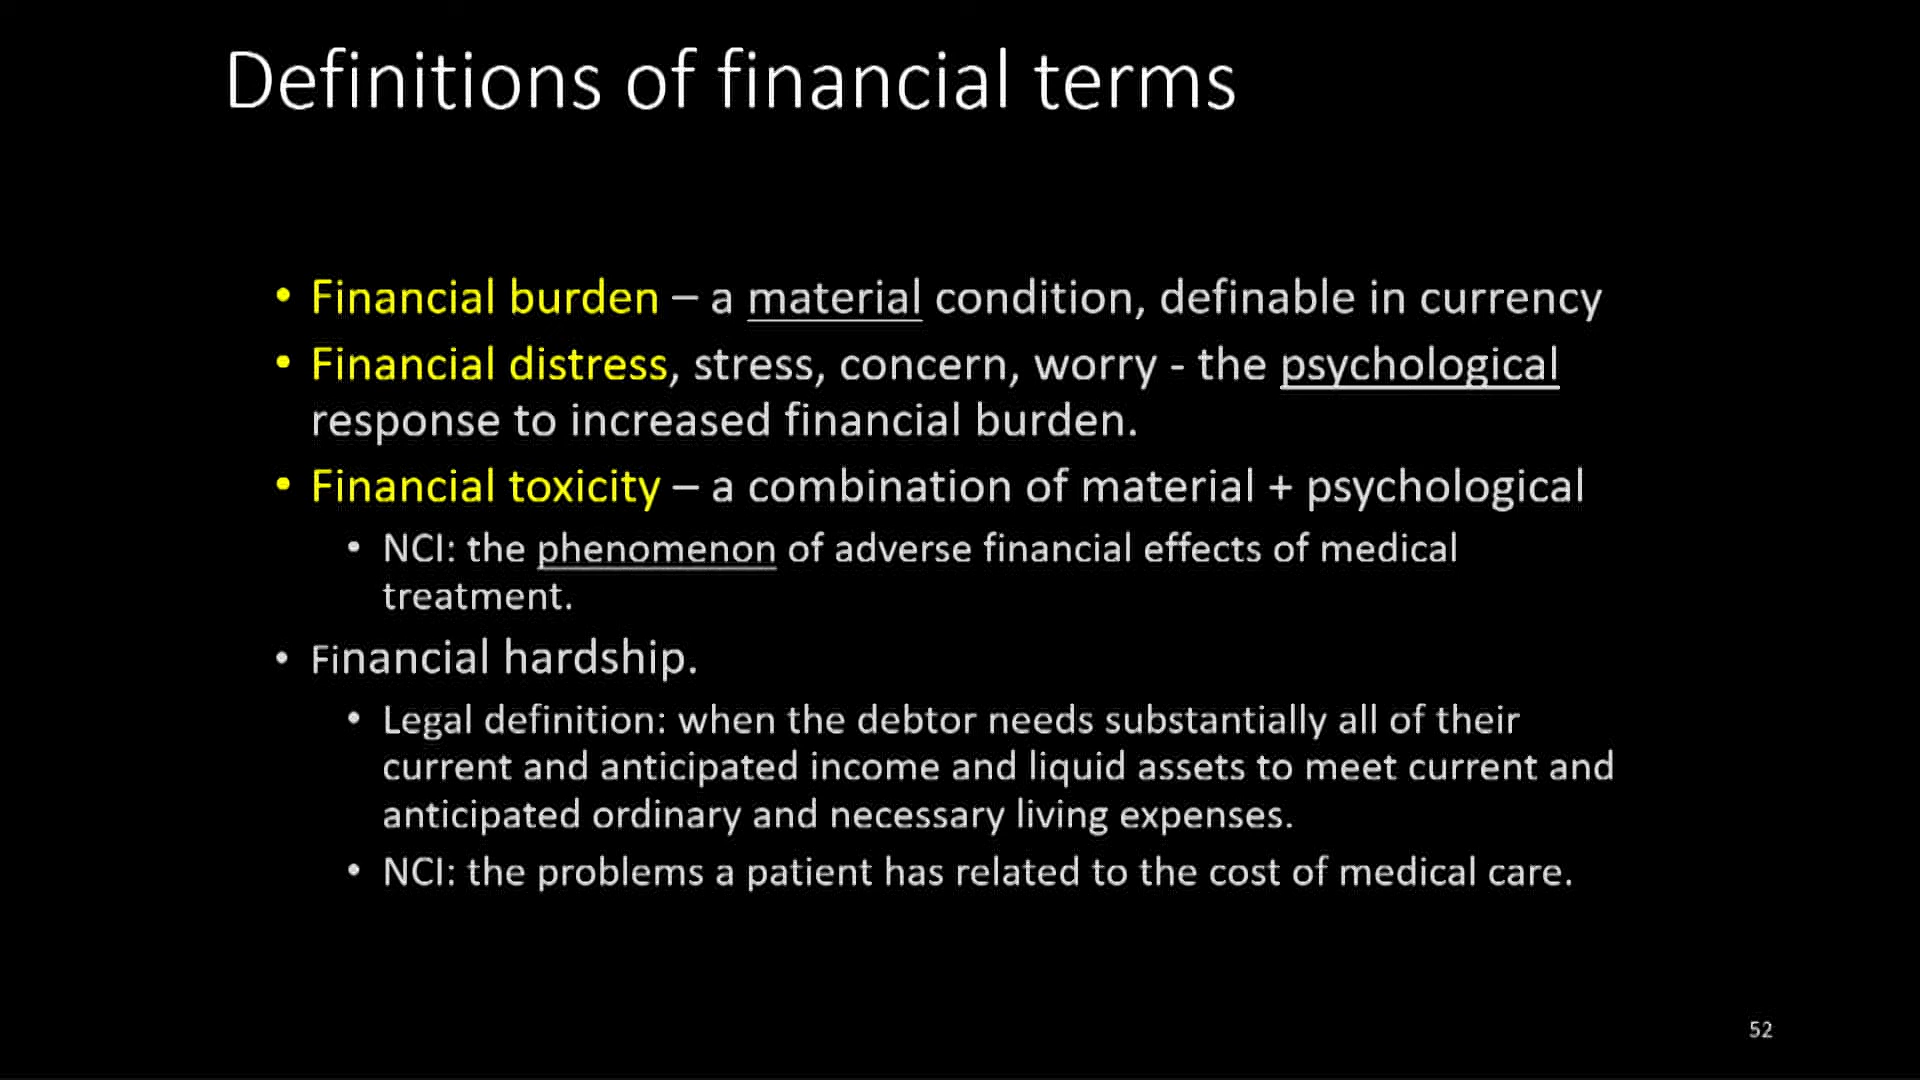 Definitions of financial terms
• Financial burden – a material condition, definable in currency
• Financial distress, stress, concern, worry - the psychological
response to increased financial burden.
• Financial toxicity – a combination of material + psychological
• NCI: the phenomenon of adverse financial effects of medical
treatment.
• Financial hardship.
• Legal definition: when the debtor needs substantially all of their
current and anticipated income and liquid assets to meet current and
anticipated ordinary and necessary living expenses.
• NCI: the problems a patient has related to the cost of medical care.
52